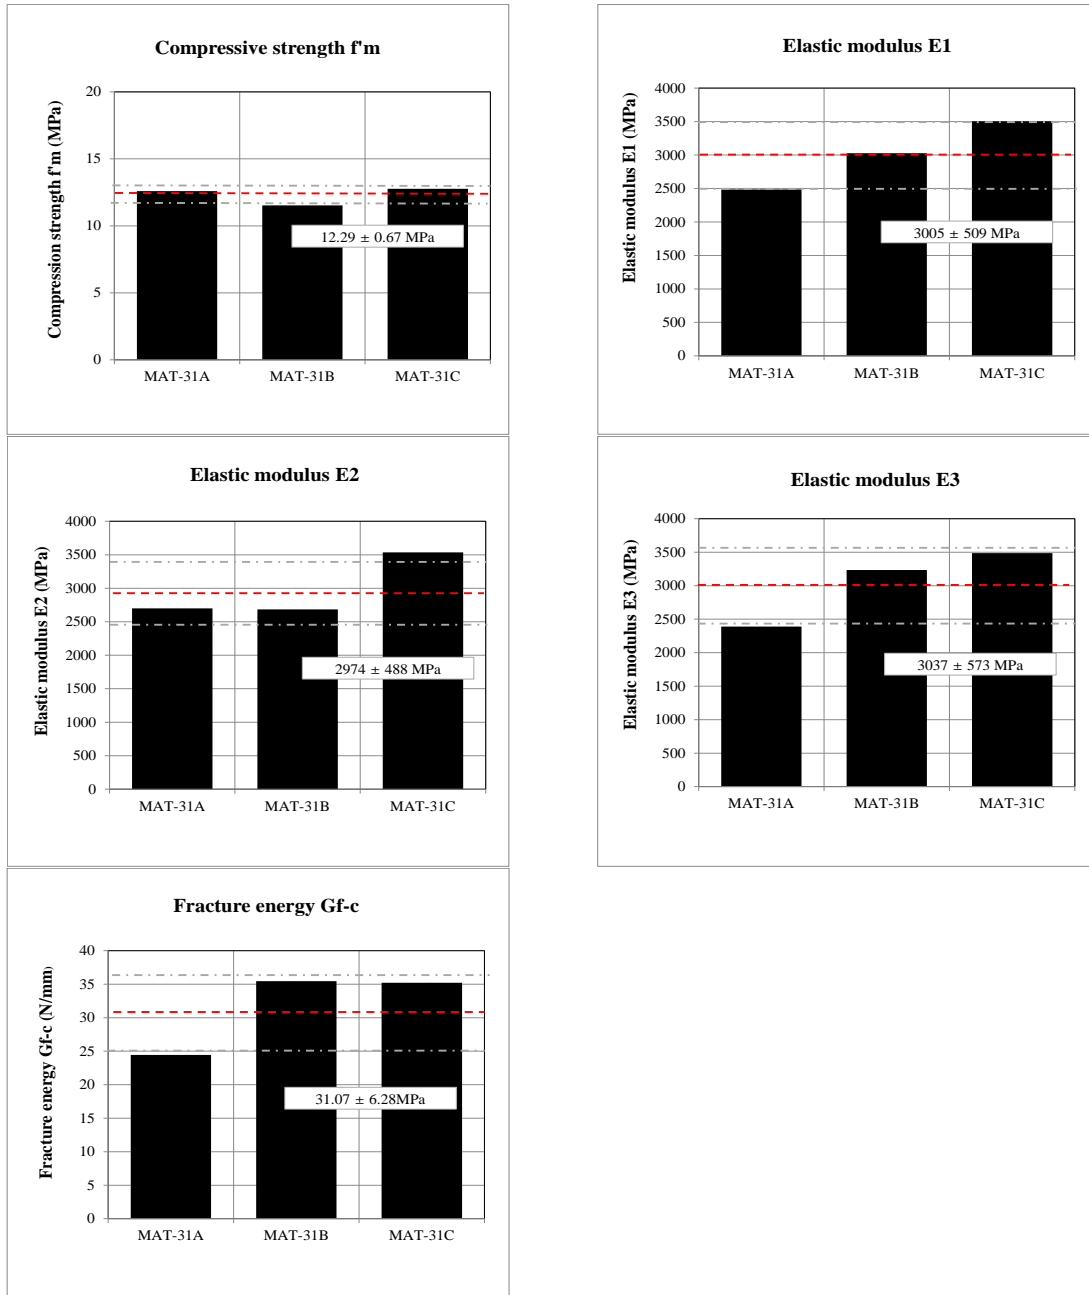 Compressive strength f'm
Compression strength f'm (MPa)
20
15
10
5
0
12.29 ± 0.67 MPa
MAT-31A MAT-31B MAT-31C
Elastic modulus E1
Elastic modulus E1 (MPa)
4000
3500
3000
2500
2000
1500
1000
500
0
3005 ± 509 MPa
MAT-31A MAT-31B MAT-31C
Elastic modulus E2
Elastic modulus E2 (MPa)
4000
3500
3000
2500
2000
1500
1000
500
0
2974 ± 488 MPa
MAT-31A MAT-31B MAT-31C
Elastic modulus E3
Elastic modulus E3 (MPa)
4000
3500
3000
2500
2000
1500
1000
500
0
3037 ± 573 MPa
MAT-31A MAT-31B MAT-31C
Fracture energy Gf-c
Fracture energy Gf-c (N/mm)
40
35
30
25
20
15
10
5
0
31.07 ± 6.28MPa
MAT-31A MAT-31B MAT-31C